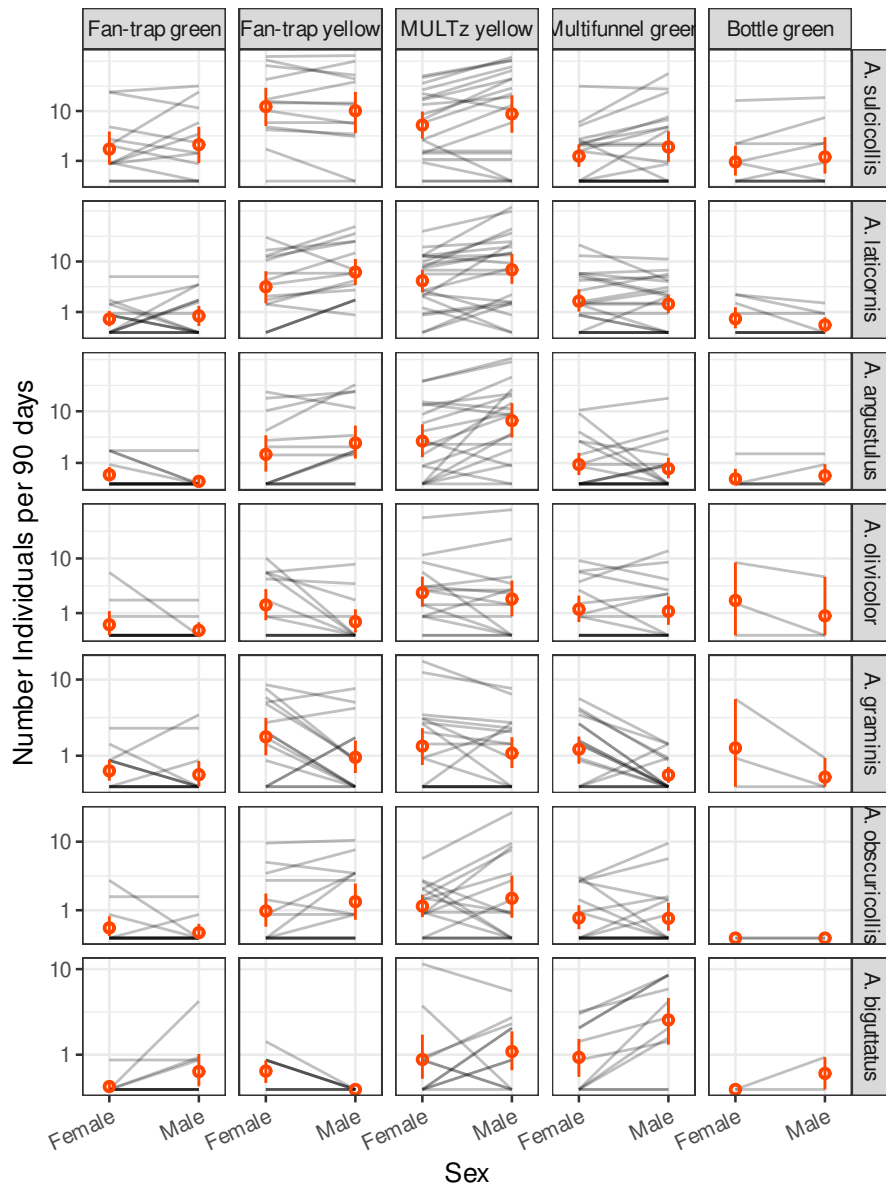 Fan-trap green Fan-trap yellow MULTz yellow Multifunnel green Bottle green
10
1
A. sulcicollis
10
1
A. laticornis
10
1
A. angustulus
10
1
A. olivicolor
10
1
A. graminis
10
1
A. obscuricollis
10
1
A. biguttatus
Number Individuals per 90 days
Female Male Female Male Female Male Female Male Female Male
Sex